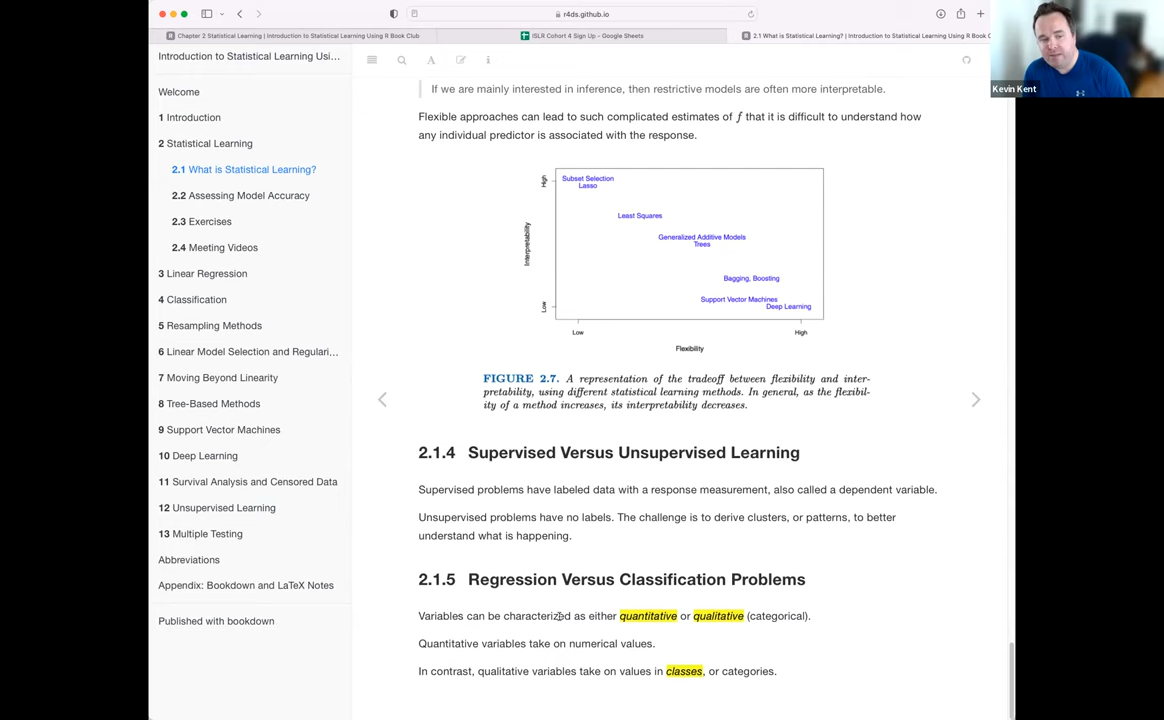 r4ds.github.io
Chapter 2 Statistical Learning | Introduction to Statistical Learning Using R Book Club
ISLR Cohort 4 Sign Up - Google Sheets
2.1 What is Statistical Learning? | Introduction to Statistical Learning Using R Book C
Kevin Kent
Introduction to Statistical Learning Usi...
Welcome
1 Introduction
2 Statistical Learning
2.1 What is Statistical Learning?
2.2 Assessing Model Accuracy
2.3 Exercises
2.4 Meeting Videos
3 Linear Regression
4 Classification
5 Resampling Methods
6 Linear Model Selection and Regulari...
7 Moving Beyond Linearity
8 Tree-Based Methods
9 Support Vector Machines
10 Deep Learning
11 Survival Analysis and Censored Data
12 Unsupervised Learning
13 Multiple Testing
Abbreviations
Appendix: Bookdown and LaTeX Notes
Published with bookdown
If we are mainly interested in inference, then restrictive models are often more interpretable.
Flexible approaches can lead to such complicated estimates of f that it is difficult to understand how
any individual predictor is associated with the response.
High
Interpretability
Low
Subset Selection
Lasso
Least Squares
Generalized Additive Models
Trees
Bagging, Boosting
Support Vector Machines
Deep Learning
Low
High
Flexibility
FIGURE 2.7. A representation of the tradeoff between flexibility and inter-
pretability, using different statistical learning methods. In general, as the flexibil-
ity of a method increases, its interpretability decreases.
2.1.4 Supervised Versus Unsupervised Learning
Supervised problems have labeled data with a response measurement, also called a dependent variable.
Unsupervised problems have no labels. The challenge is to derive clusters, or patterns, to better
understand what is happening.
2.1.5 Regression Versus Classification Problems
Variables can be characterized as either quantitative or qualitative (categorical).
Quantitative variables take on numerical values.
In contrast, qualitative variables take on values in classes, or categories.